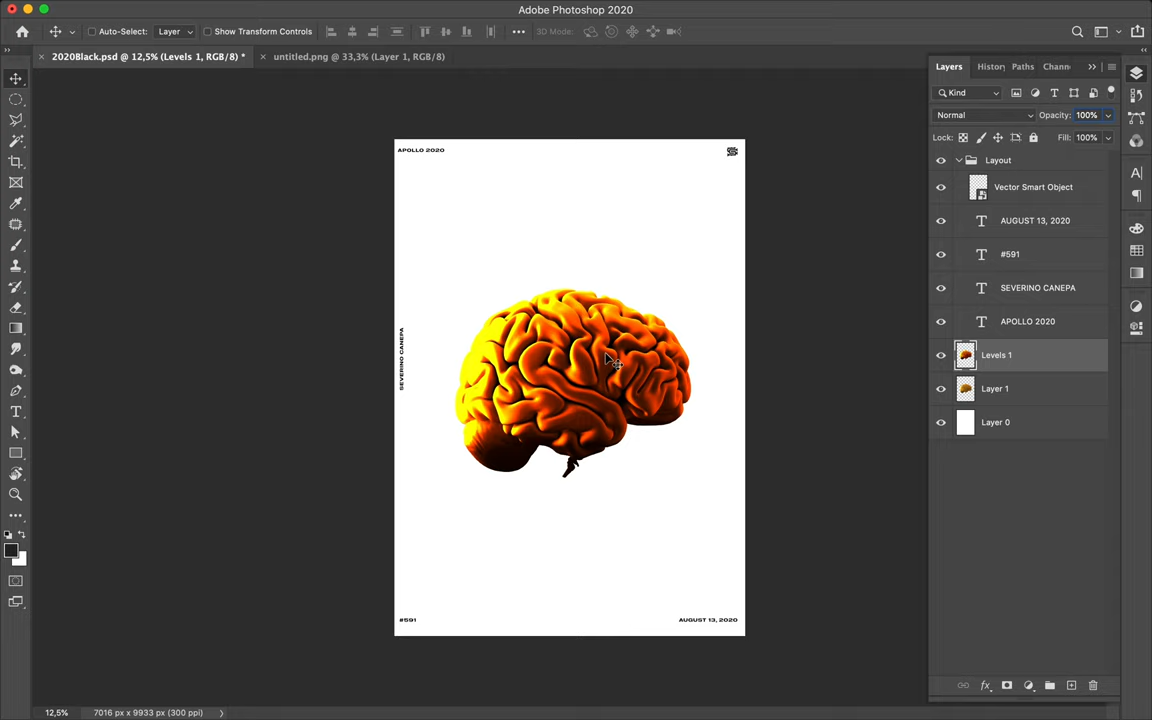 Adobe Photoshop 2020
Auto-Select: Layer Show Transform Controls 3D Mode:
2020Black.psd @ 12,5% (Levels 1, RGB/8) * untitled.png @ 33,3% (Layer 1, RGB/8)
Layers History Paths Chann
Kind
Normal Opacity: 100%
Lock: Fill: 100%
Layout
Vector Smart Object
T AUGUST 13, 2020
T #591
T SEVERINO CANEPA
T APOLLO 2020
Levels 1
Layer 1
Layer 0
fx
APOLLO 2020
SEVERINO CANEPA
#591 AUGUST 13, 2020
12,5% 7016 px x 9933 px (300 ppi)